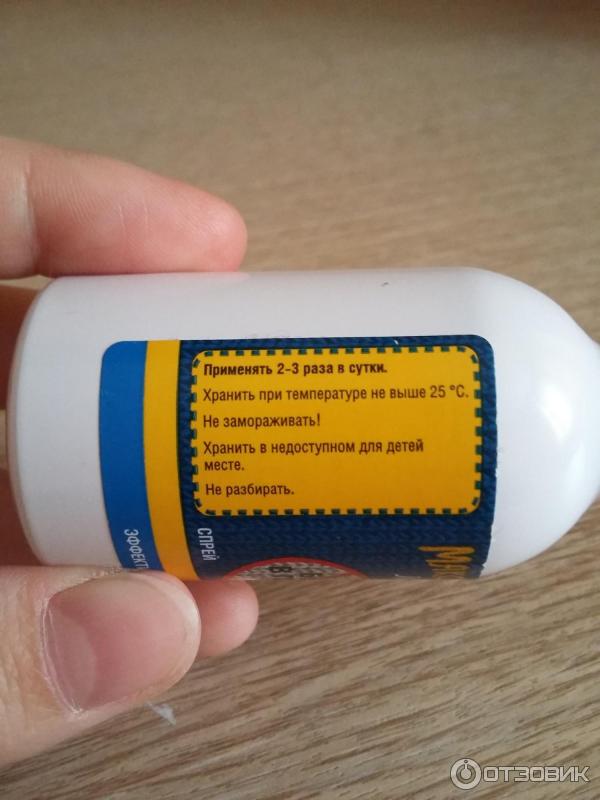 Применять 2-3 раза в сутки.
Хранить при температуре не выше 25 °C.
Не замораживать!
Хранить в недоступном для детей
месте.
Не разбирать.
СПРЕЙ
ОТЗОВИК